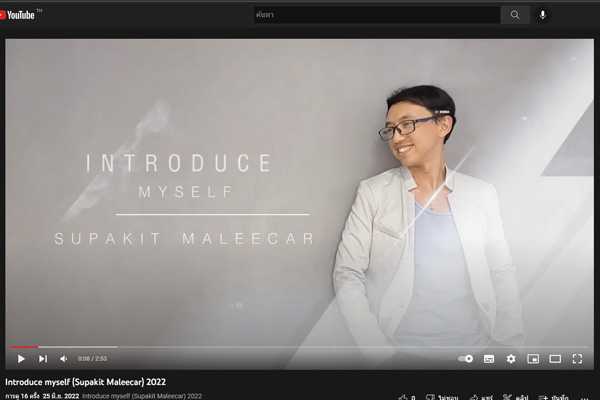 YouTube TH
ค้นหา
INTRODUCE
MYSELF
SUPAKIT MALEECAR
0:08 / 2:53
Introduce myself (Supakit Maleecar) 2022
การดู 16 ครั้ง 25 มิ.ย. 2022 Introduce myself (Supakit Maleecar) 2022
0 ไม่ชอบ แชร์ คลิป บันทึก